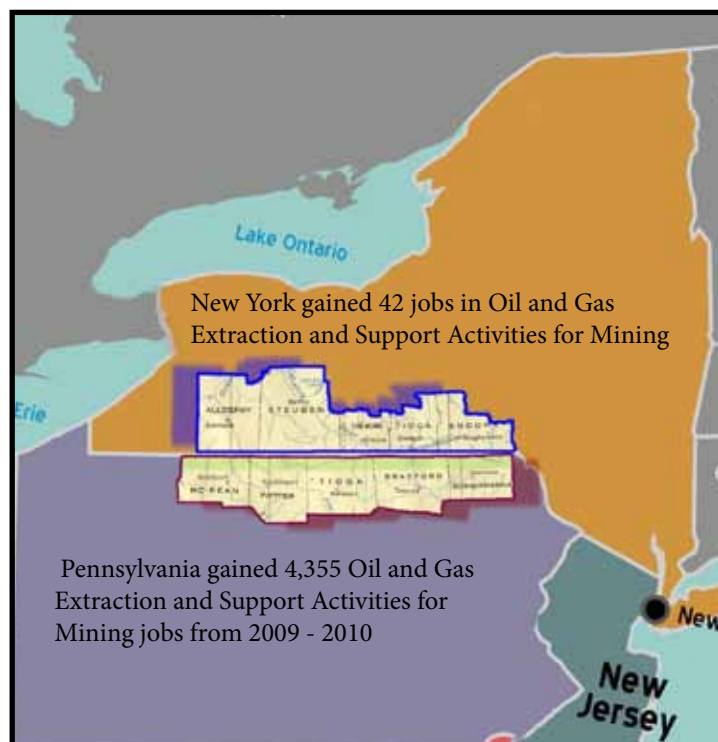 Lake Ontario
New York gained 42 jobs in Oil and Gas
Extraction and Support Activities for Mining
Erie
ALLEGANY
STEUBEN
TIOGA
MC KEAN
POTTER
TIOGA
BRADFORD
Pennsylvania gained 4,355 Oil and Gas
Extraction and Support Activities for
Mining jobs from 2009 - 2010
New
New
Jersey